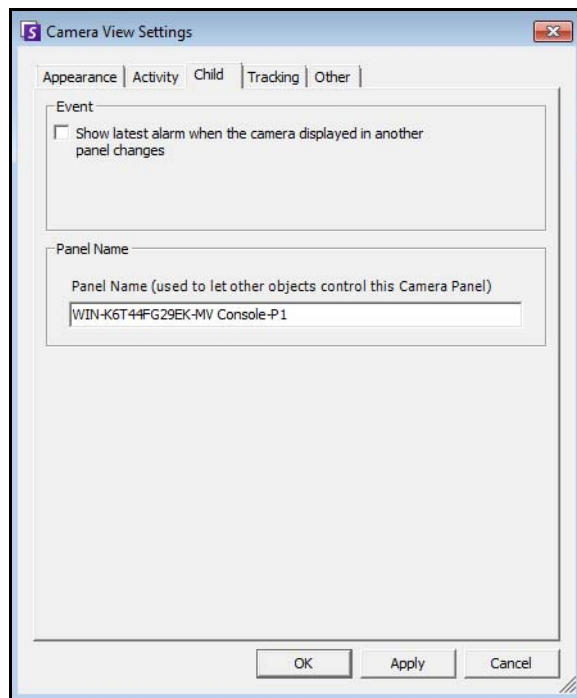 S Camera View Settings
Appearance Activity Child Tracking Other
Event
Show latest alarm when the camera displayed in another
panel changes
Panel Name
Panel Name (used to let other objects control this Camera Panel)
WIN-K6T44FG29EK-MV Console-P1
OK Apply Cancel